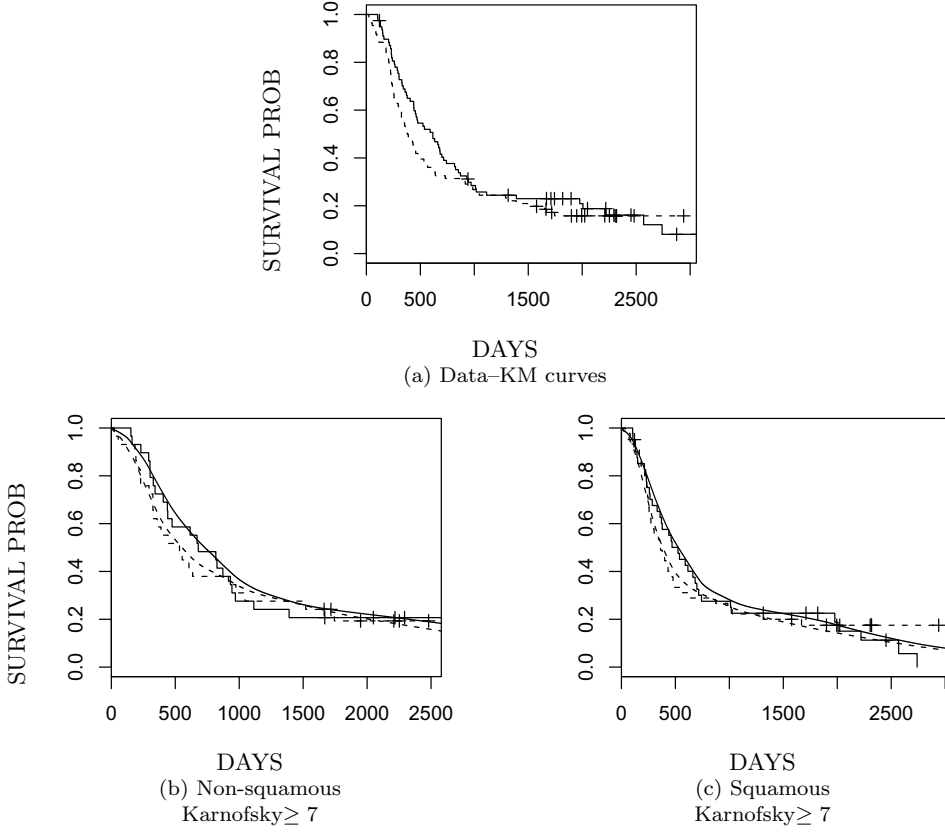 1.0
0.8
0.6
0.4
0.2
0.0
SURVIVAL PROB
0 500 1500 2500
DAYS
(a) Data–KM curves
1.0
0.8
0.6
0.4
0.2
0.0
SURVIVAL PROB
0 500 1000 1500 2000 2500
DAYS
(b) Non-squamous
Karnofsky≥ 7
1.0
0.8
0.6
0.4
0.2
0.0
0 500 1500 2500
DAYS
(c) Squamous
Karnofsky≥ 7